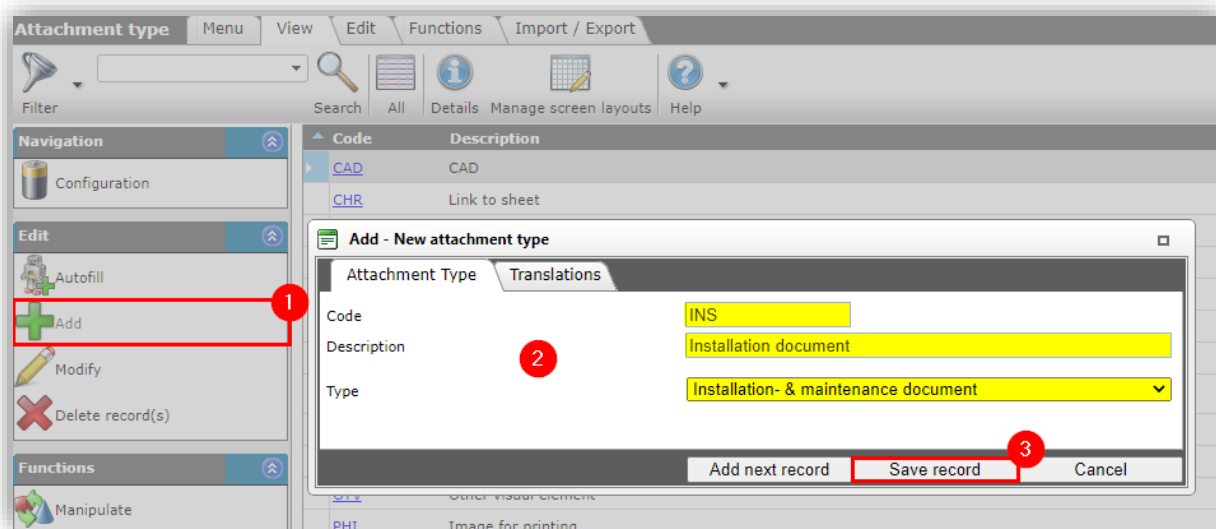 Attachment type Menu View Edit Functions Import / Export
Filter Search All Details Manage screen layouts Help
Navigation
Configuration
Edit
Autofill
1
Add
Modify
Delete record(s)
Functions
Manipulate
Code Description
CAD CAD
CHR Link to sheet
Add - New attachment type
Attachment Type Translations
Code INS
Description Installation document
2
Type Installation- & maintenance document
3
Add next record Save record Cancel
OTV Other visual element
PHI Image for printing